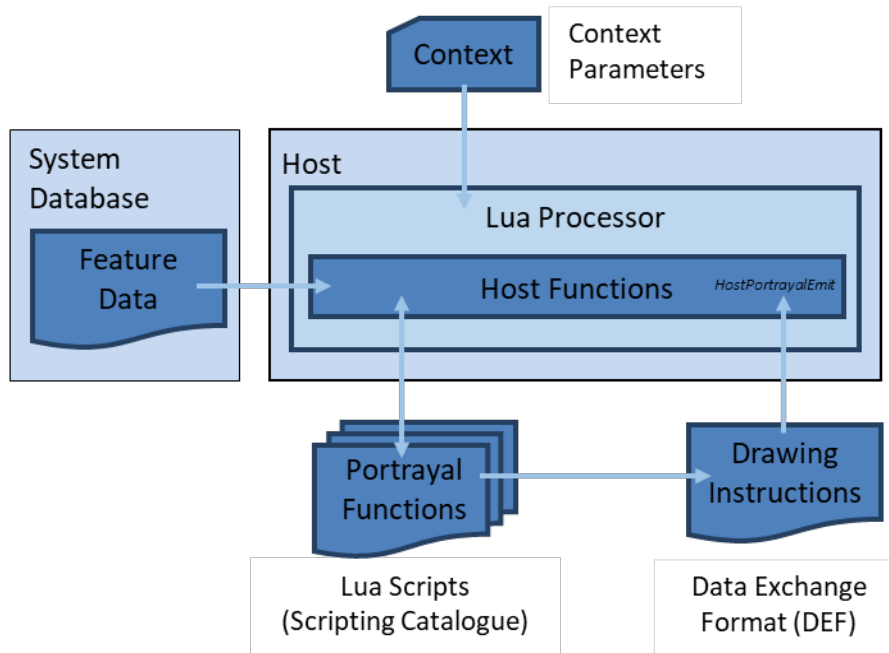 Context
Context
Parameters
System
Database
Feature
Data
Host
Lua Processor
Host Functions
HostPortrayalEmit
Portrayal
Functions
Drawing
Instructions
Lua Scripts
(Scripting Catalogue)
Data Exchange
Format (DEF)